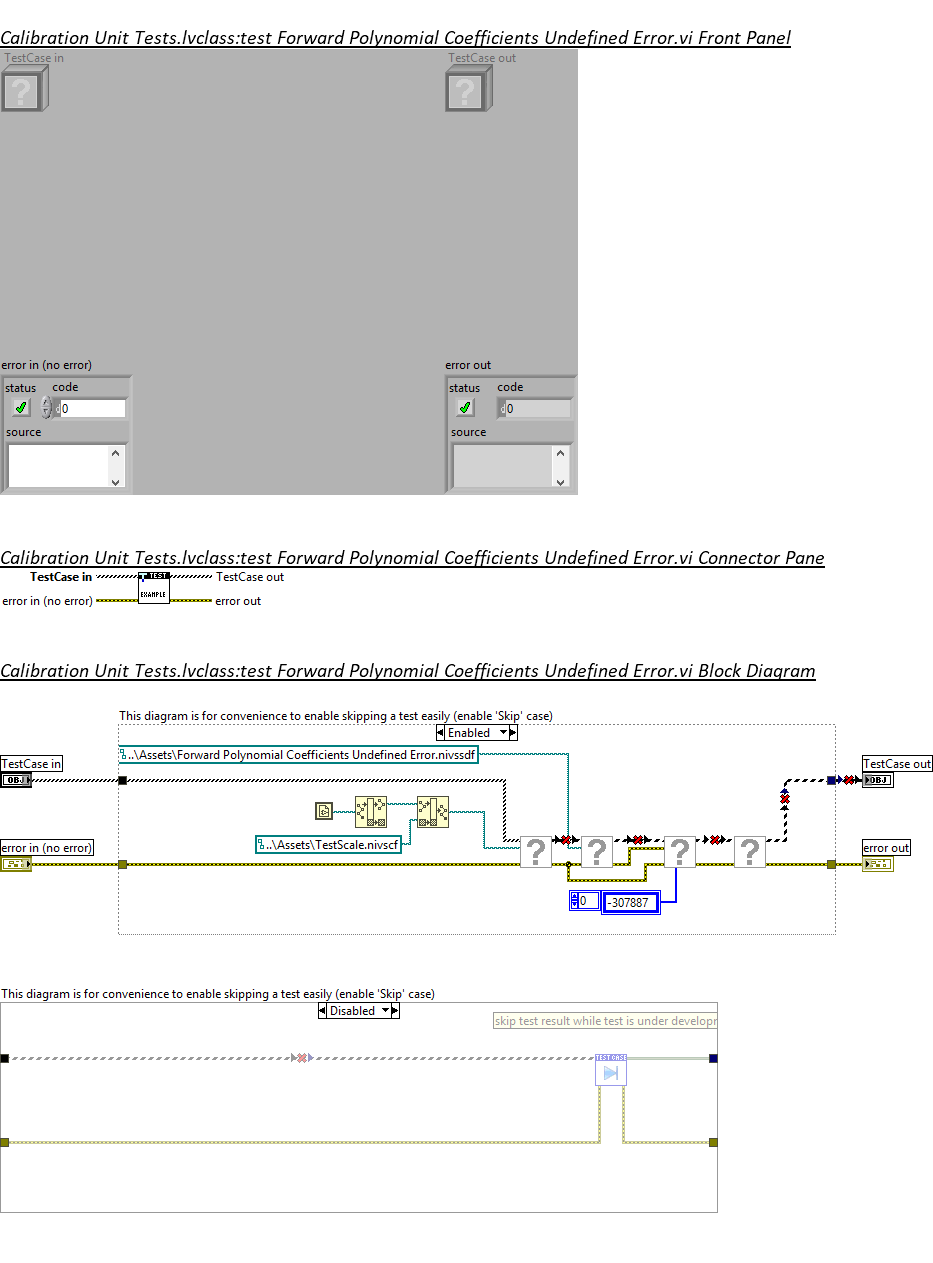 Calibration Unit Tests.lvclass:test Forward Polynomial Coefficients Undefined Error.vi Front Panel
TestCase in
TestCase out
?
?
error in (no error)
error out
status
code
status
code
d
0
d
0
source
source
Calibration Unit Tests.lvclass:test Forward Polynomial Coefficients Undefined Error.vi Connector Pane
TestCase in
TEST
TestCase out
EXAMPLE
error in (no error)
error out
Calibration Unit Tests.lvclass:test Forward Polynomial Coefficients Undefined Error.vi Block Diagram
This diagram is for convenience to enable skipping a test easily (enable 'Skip' case)
Enabled
..\Assets\Forward Polynomial Coefficients Undefined Error.nivssdf
TestCase in
TestCase out
OBJ
OBJ
..\Assets\TestScale.nivscf
error in (no error)
error out
? ? ? ?
0
-307887
This diagram is for convenience to enable skipping a test easily (enable 'Skip' case)
Disabled
skip test result while test is under developr
TEST CASE